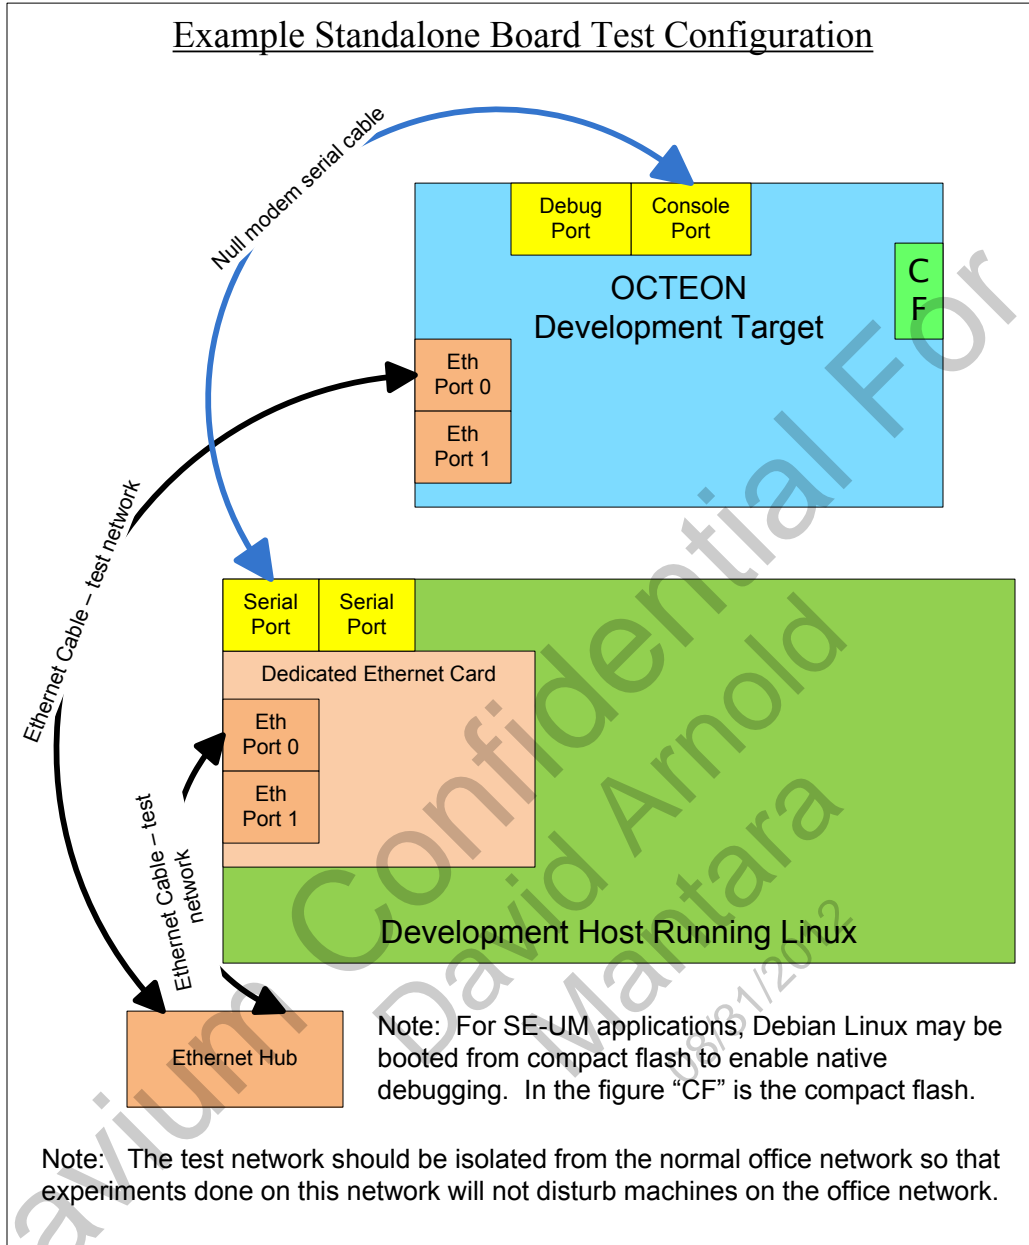 Example Standalone Board Test Configuration
Null modem serial cable
Debug
Port
Console
Port
C
F
OCTEON
Development Target
Eth
Port 0
Eth
Port 1
Ethernet Cable – test network
Serial
Port
Serial
Port
Dedicated Ethernet Card
Eth
Port 0
Eth
Port 1
Ethernet Cable – test
network
Development Host Running Linux
Ethernet Hub
Note:  For SE-UM applications, Debian Linux may be
booted from compact flash to enable native
debugging.  In the figure “CF” is the compact flash.
Note:   The test network should be isolated from the normal office network so that
experiments done on this network will not disturb machines on the office network.
avium Confidential For
David Arnold
Mantara
08/31/2012